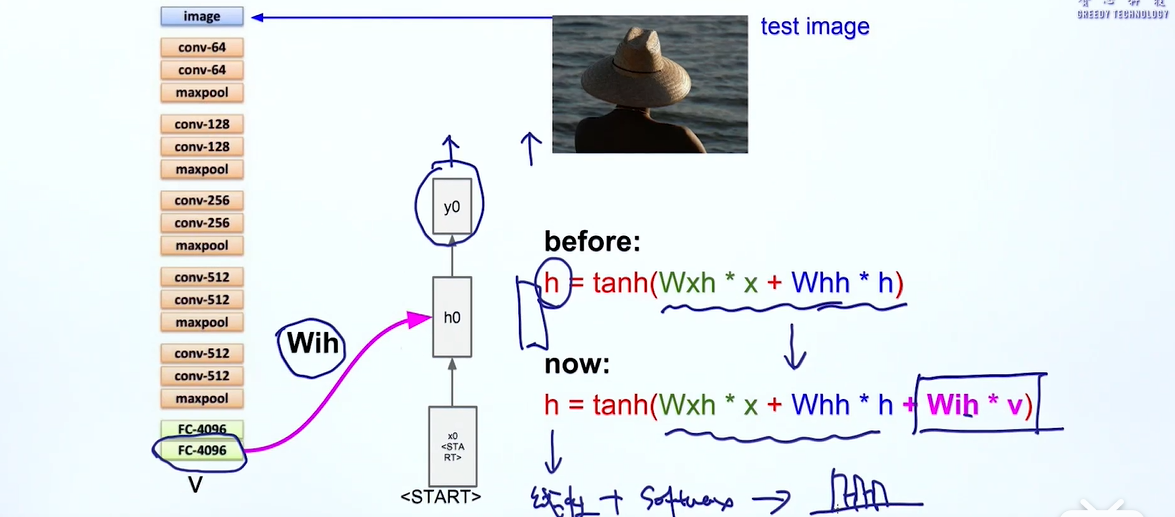 image
conv-64
conv-64
maxpool
conv-128
conv-128
maxpool
conv-256
conv-256
maxpool
conv-512
conv-512
maxpool
conv-512
conv-512
maxpool
FC-4096
FC-4096
V
Wih
y0
h0
x0
<STA
RT>
<START>
test image
GREEDY TECHNOLOGY
before:
h = tanh(Wxh * x + Whh * h)
now:
h = tanh(Wxh * x + Whh * h + Wih * v)
+ Softmax →